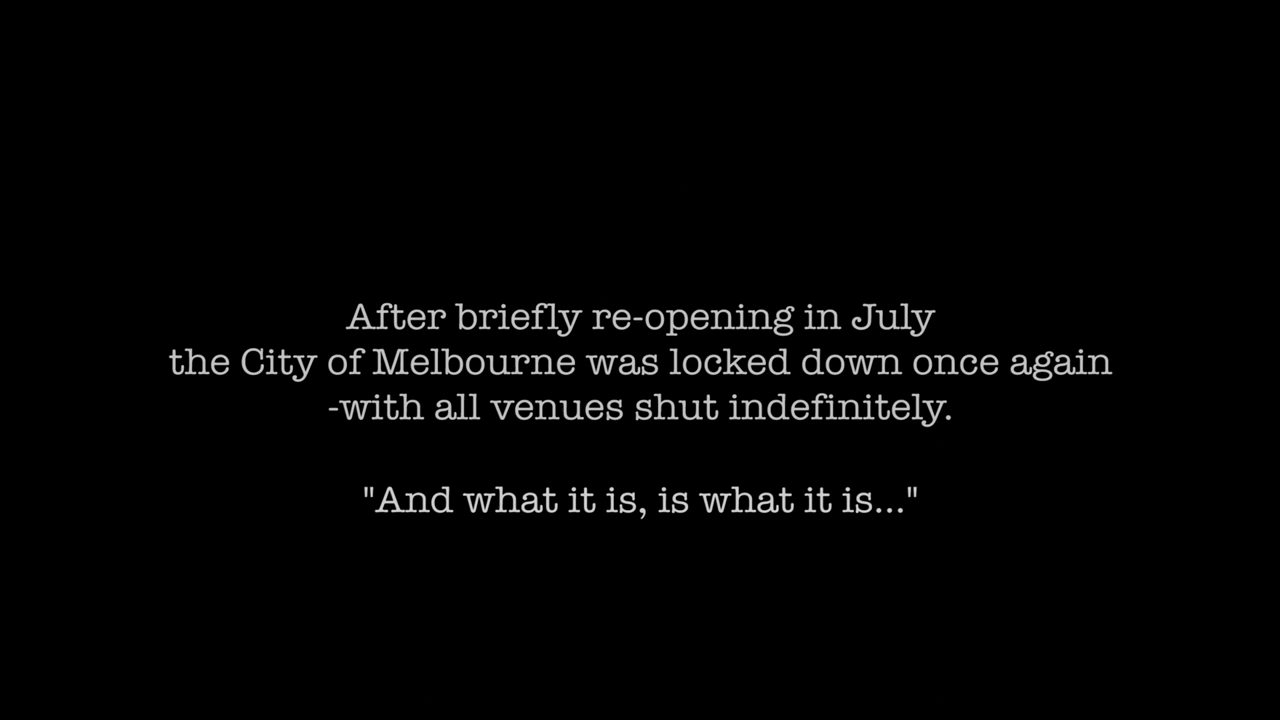 After briefly re-opening in July
the City of Melbourne was locked down once again
-with all venues shut indefinitely.
"And what it is, is what it is..."